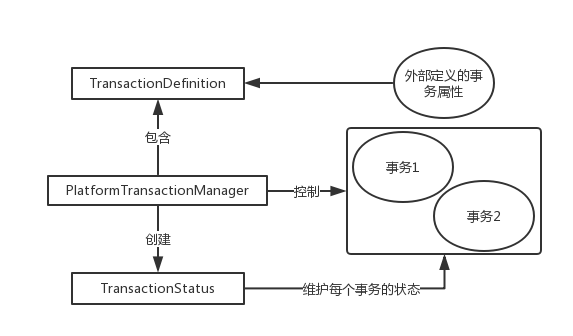 外部定义的事
务属性
TransactionDefinition
包含
事务1
PlatformTransactionManager
控制
事务2
创建
TransactionStatus
维护每个事务的状态